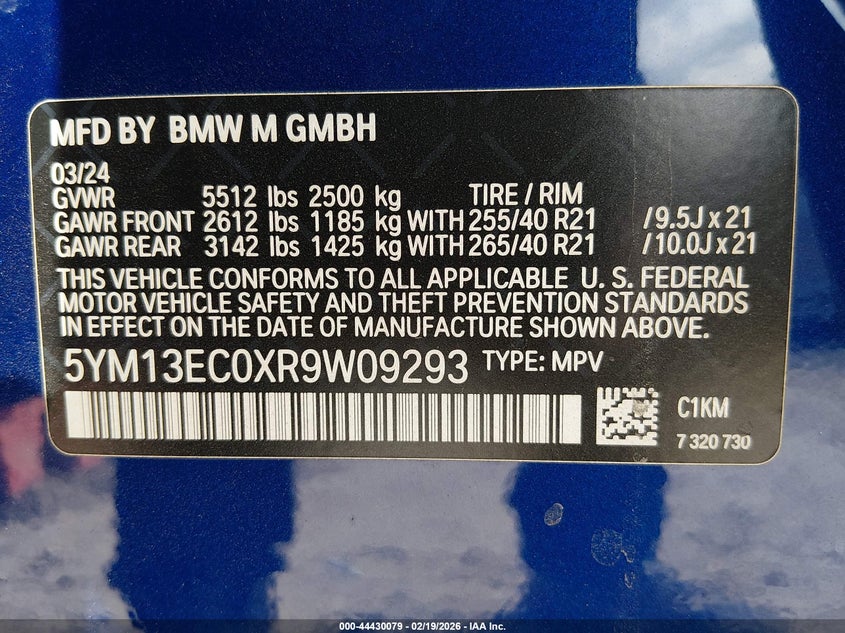 MFD BY BMW M GMBH
03/24
GVWR 5512 lbs 2500 kg TIRE / RIM
GAWR FRONT 2612 lbs 1185 kg WITH 255/40 R21 / 9.5J x 21
GAWR REAR 3142 lbs 1425 kg WITH 265/40 R21 / 10.0J x 21
THIS VEHICLE CONFORMS TO ALL APPLICABLE U. S. FEDERAL
MOTOR VEHICLE SAFETY AND THEFT PREVENTION STANDARDS
IN EFFECT ON THE DATE OF MANUFACTURE SHOWN ABOVE.
5YM13EC0XR9W09293 TYPE: MPV
C1KM
7 320 730
000-44430079 - 02/19/2026 - IAA Inc.